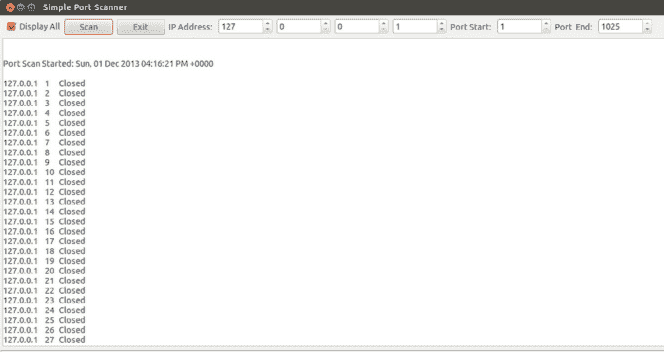 Simple Port Scanner
Display All Scan Exit IP Address: 127 0 0 1 Port Start: 1 Port End: 1025
Port Scan Started: Sun, 01 Dec 2013 04:16:21 PM +0000
127.0.0.1 1 Closed
127.0.0.1 2 Closed
127.0.0.1 3 Closed
127.0.0.1 4 Closed
127.0.0.1 5 Closed
127.0.0.1 6 Closed
127.0.0.1 7 Closed
127.0.0.1 8 Closed
127.0.0.1 9 Closed
127.0.0.1 10 Closed
127.0.0.1 11 Closed
127.0.0.1 12 Closed
127.0.0.1 13 Closed
127.0.0.1 14 Closed
127.0.0.1 15 Closed
127.0.0.1 16 Closed
127.0.0.1 17 Closed
127.0.0.1 18 Closed
127.0.0.1 19 Closed
127.0.0.1 20 Closed
127.0.0.1 21 Closed
127.0.0.1 22 Closed
127.0.0.1 23 Closed
127.0.0.1 24 Closed
127.0.0.1 25 Closed
127.0.0.1 26 Closed
127.0.0.1 27 Closed